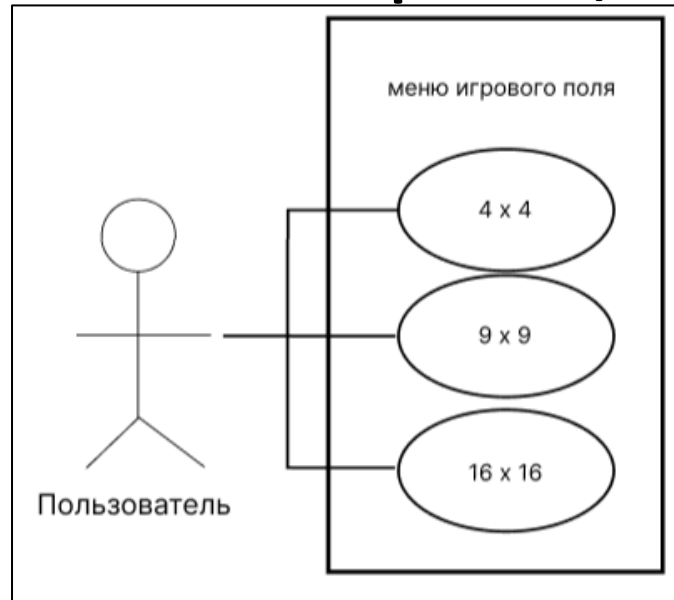 меню игрового поля
4 x 4
9 x 9
16 x 16
Пользователь